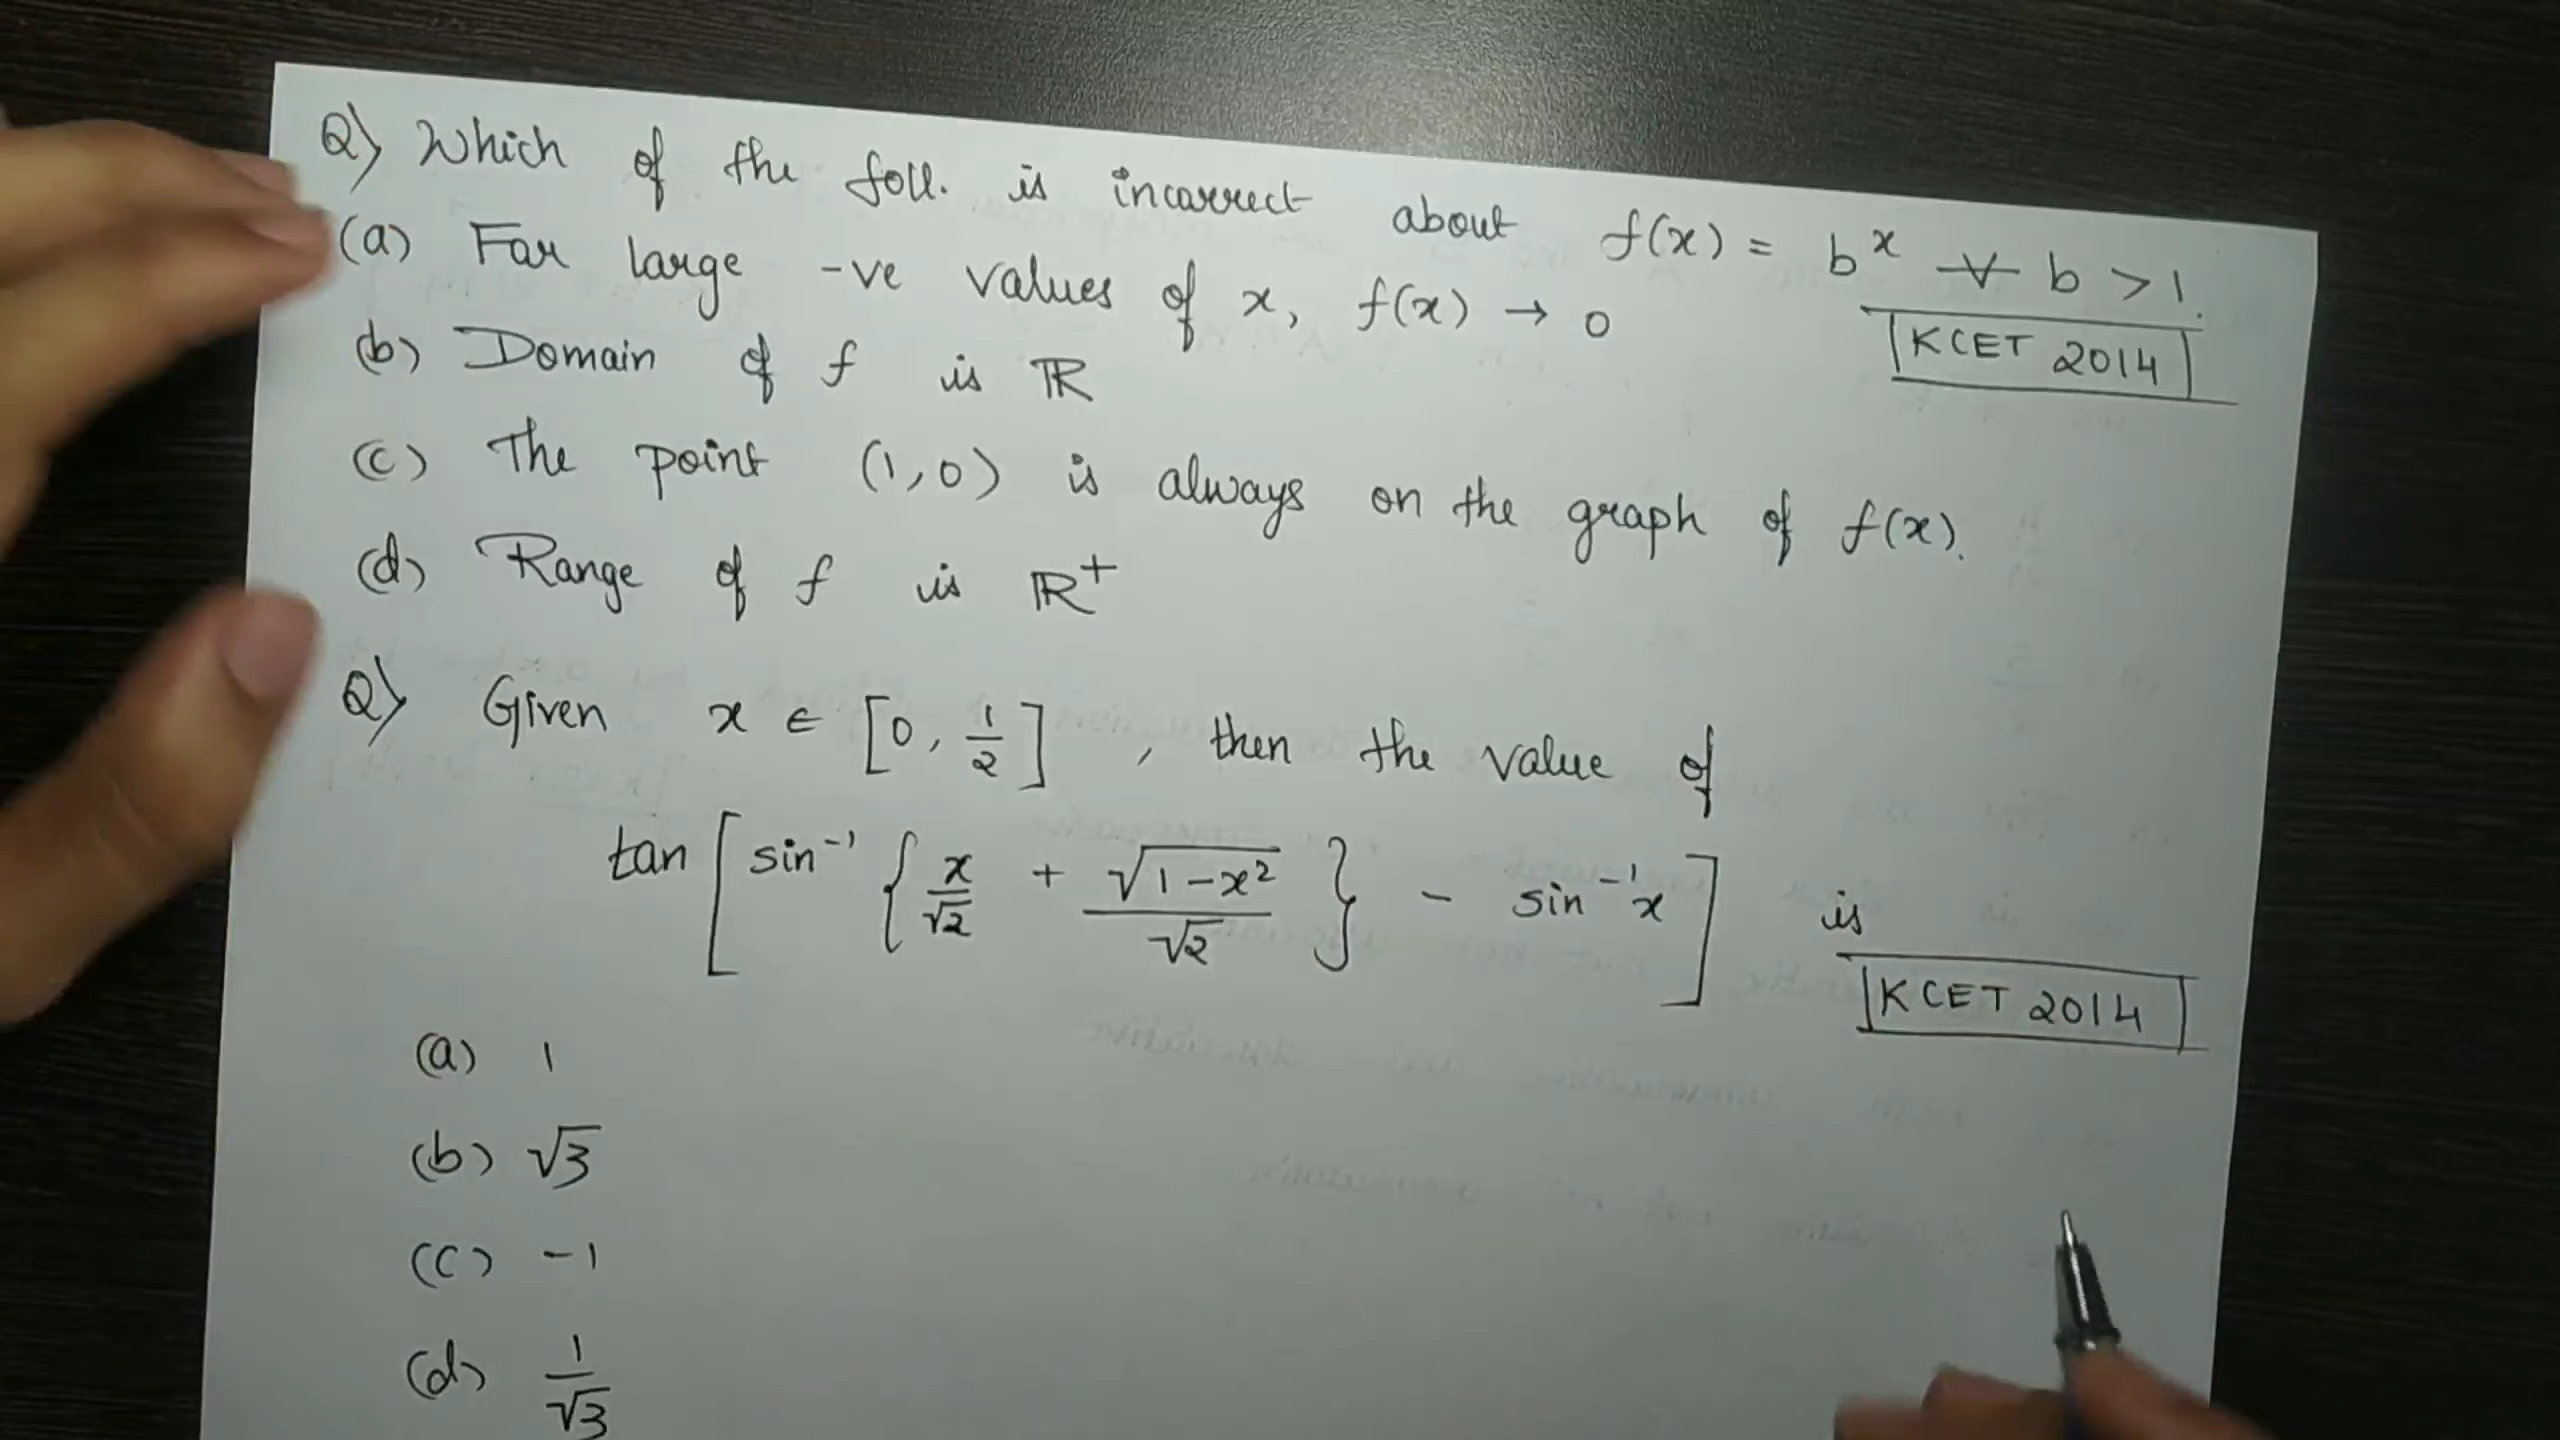 Q) Which of the foll. is incorrect about f(x) = bˣ ∀ b > 1.
(a) For large -ve values of x, f(x) → 0
KCET 2014
(b) Domain of f is ℝ
(c) The point (1,0) is always on the graph of f(x).
(d) Range of f is ℝ⁺
Q) Given x ∈ [0, 1/2] , then the value of
tan [ sin⁻¹ { x/√2 + √(1-x²)/√2 } - sin⁻¹x ] is
KCET 2014
(a) 1
(b) √3
(c) -1
(d) 1/√3